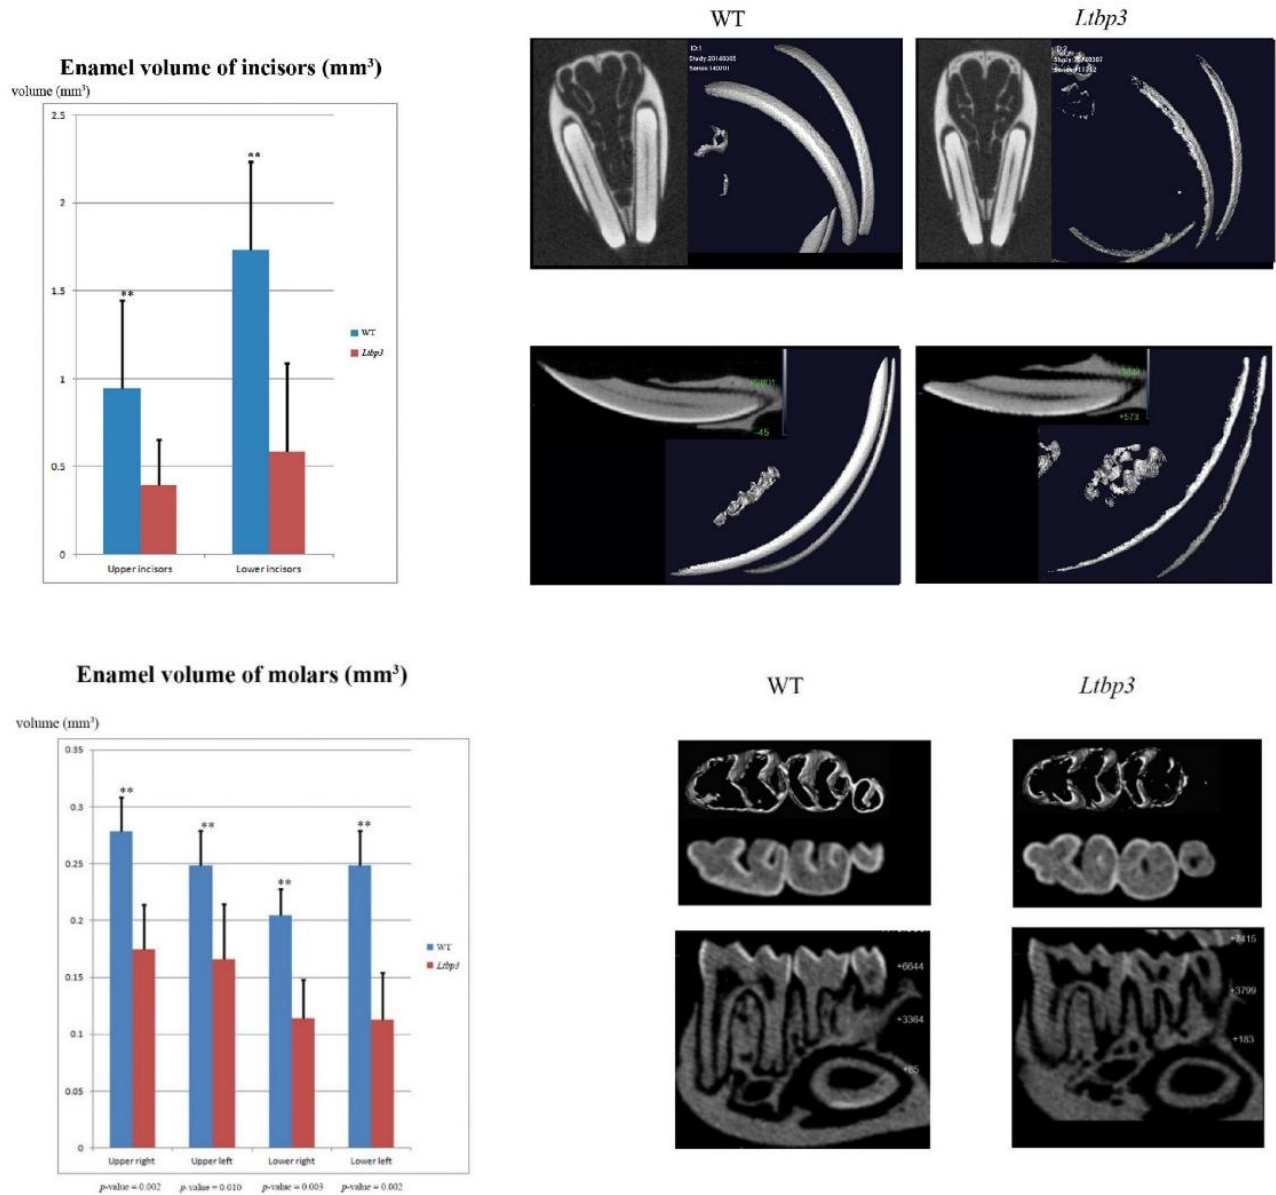 WT
Ltbp3
Enamel volume of incisors (mm³)
volume (mm³)
2.5
2
1.5
1
0.5
0
**
**
Upper incisors
Lower incisors
WT
Ltbp3
ID:1
+573
-45
Enamel volume of molars (mm³)
volume (mm³)
WT
Ltbp3
0.35
0.3
0.25
0.2
0.15
0.1
0.05
0
**
**
**
**
WT
Ltbp3
Upper right
Upper left
Lower right
Lower left
p-value = 0.002
p-value = 0.010
p-value = 0.003
p-value = 0.002
+6644
+3364
+85
+7415
+3799
+183